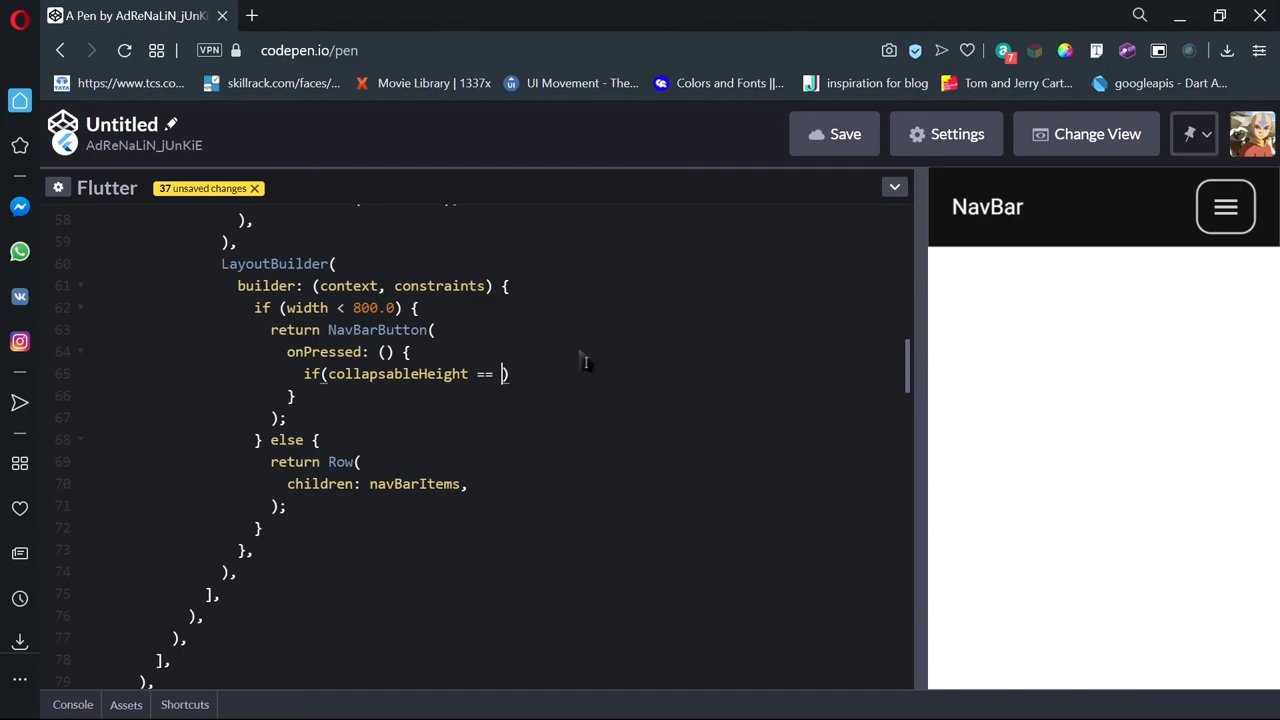 A Pen by AdReNaLiN_jUnKi
VPN codepen.io/pen 7
https://www.tcs.co... skillrack.com/faces/... Movie Library | 1337x UI Movement - The... Colors and Fonts ||... inspiration for blog Tom and Jerry Cart... googleapis - Dart A...
Untitled
AdReNaLiN_jUnKiE
Save Settings Change View
Flutter 37 unsaved changes ×
NavBar
58 ),
59 ),
60 LayoutBuilder(
61 builder: (context, constraints) {
62 if (width < 800.0) {
63 return NavBarButton(
64 onPressed: () {
65 if(collapsableHeight == )
66 }
67 );
68 } else {
69 return Row(
70 children: navBarItems,
71 );
72 }
73 },
74 ),
75 ],
76 ),
77 ),
78 ],
79 ),
Console Assets Shortcuts